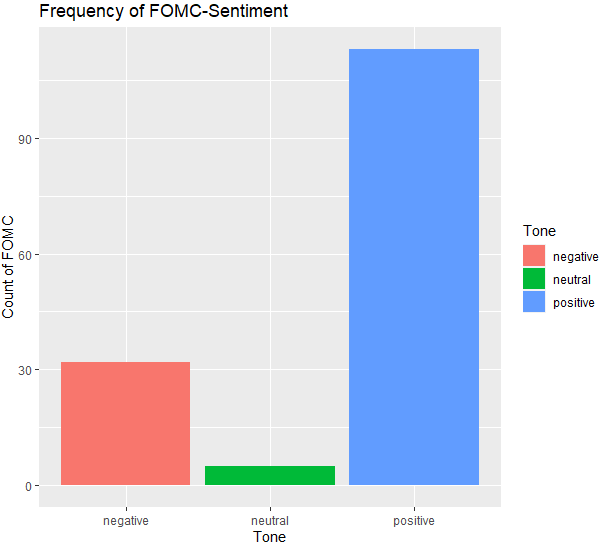 Frequency of FOMC-Sentiment
Count of FOMC
90
60
30
0
negative
neutral
positive
Tone
Tone
negative
neutral
positive